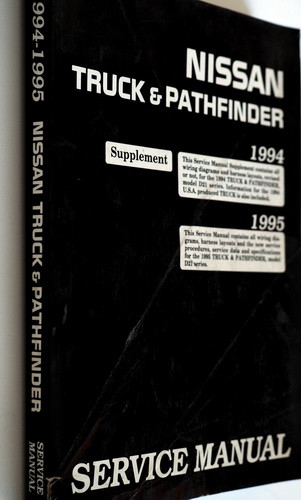 994-1995 NISSAN TRUCK & PATHFINDER SERVICE MANUAL
NISSAN
TRUCK & PATHFINDER
Supplement
1994
This Service Manual Supplement contains all
wiring diagrams and harness layouts, revised
or not, for the 1994 TRUCK & PATHFINDER,
model D21 series. Information for the 1994
U.S.A. produced TRUCK is also included.
1995
This Service Manual contains all wiring dia-
grams, harness layouts and the new service
procedures, service data and specifications
for the 1995 TRUCK & PATHFINDER, model
D21 series.
SERVICE MANUAL